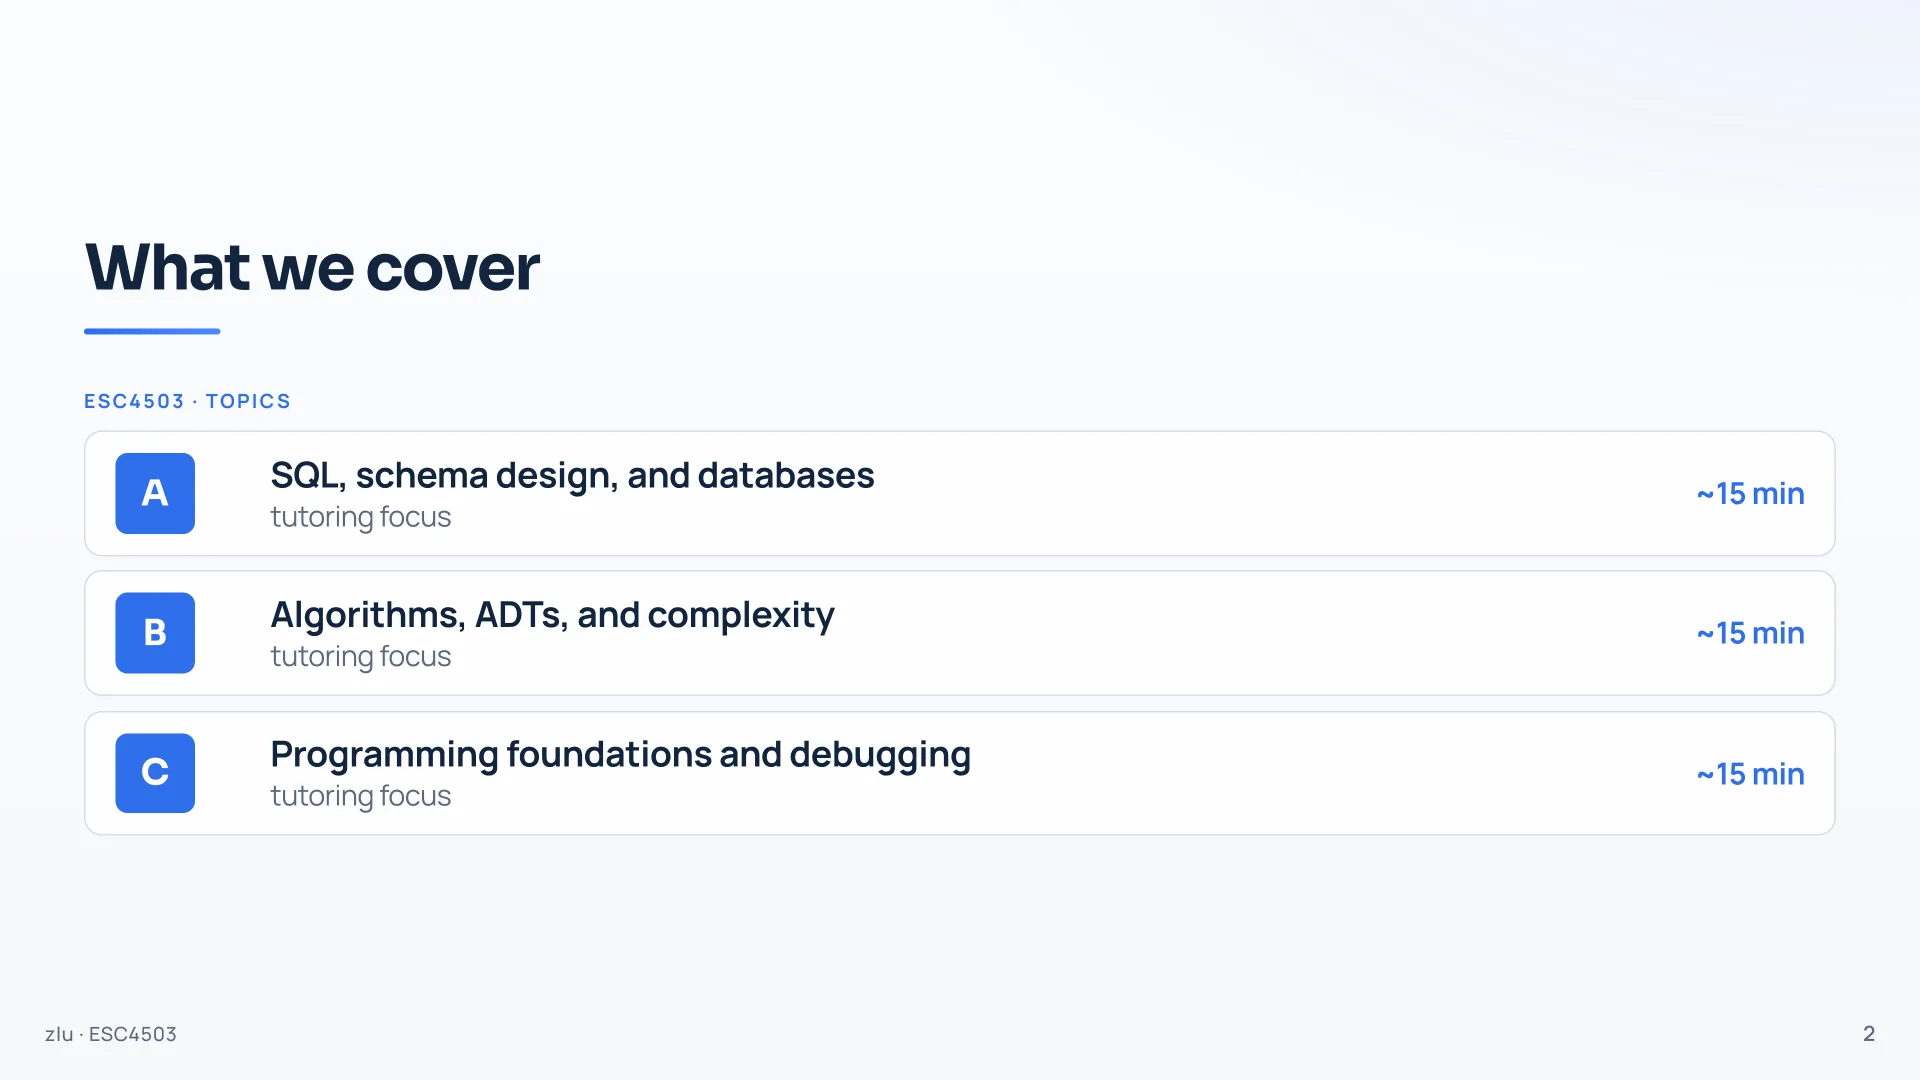 What we cover
ESC4503 · TOPICS
A
SQL, schema design, and databases
tutoring focus
~15 min
B
Algorithms, ADTs, and complexity
tutoring focus
~15 min
C
Programming foundations and debugging
tutoring focus
~15 min
zlu · ESC4503
2